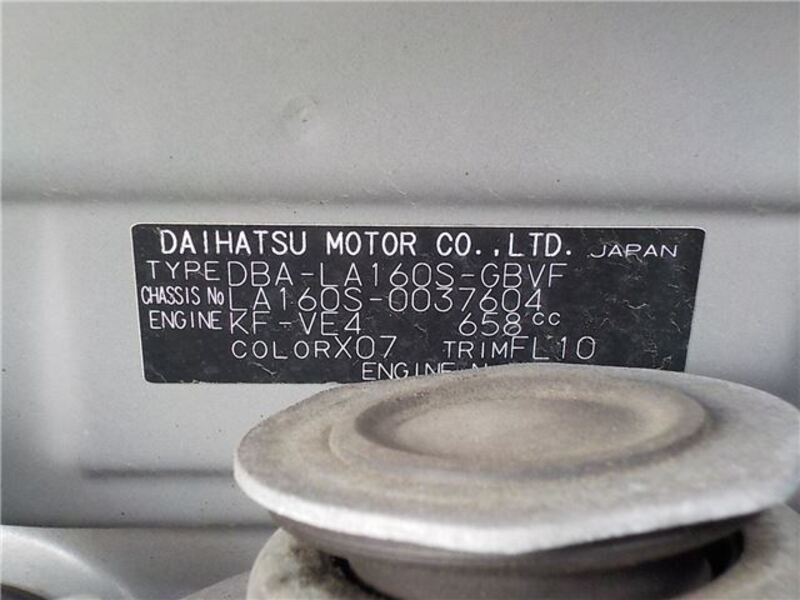 DAIHATSU MOTOR CO.,LTD. JAPAN
TYPE DBA-LA160S-GBVF
CHASSIS No LA160S-0037604
ENGINE KF-VE4 658cc
COLOR X07 TRIM FL10
ENGINE